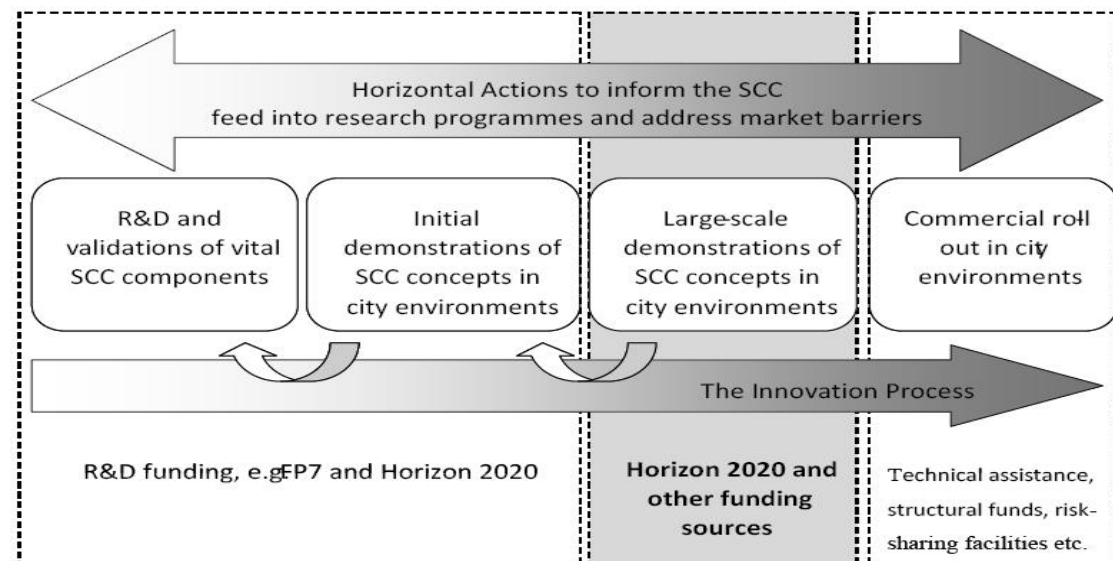 Horizontal Actions to inform the SCC
feed into research programmes and address market barriers
R&D and
validations of vital
SCC components
Initial
demonstrations of
SCC concepts in
city environments
Large-scale
demonstrations of
SCC concepts in
city environments
Commercial roll-
out in city
environments
The Innovation Process
R&D funding, e.g.FP7 and Horizon 2020
Horizon 2020 and
other funding
sources
Technical assistance,
structural funds, risk-
sharing facilities etc.